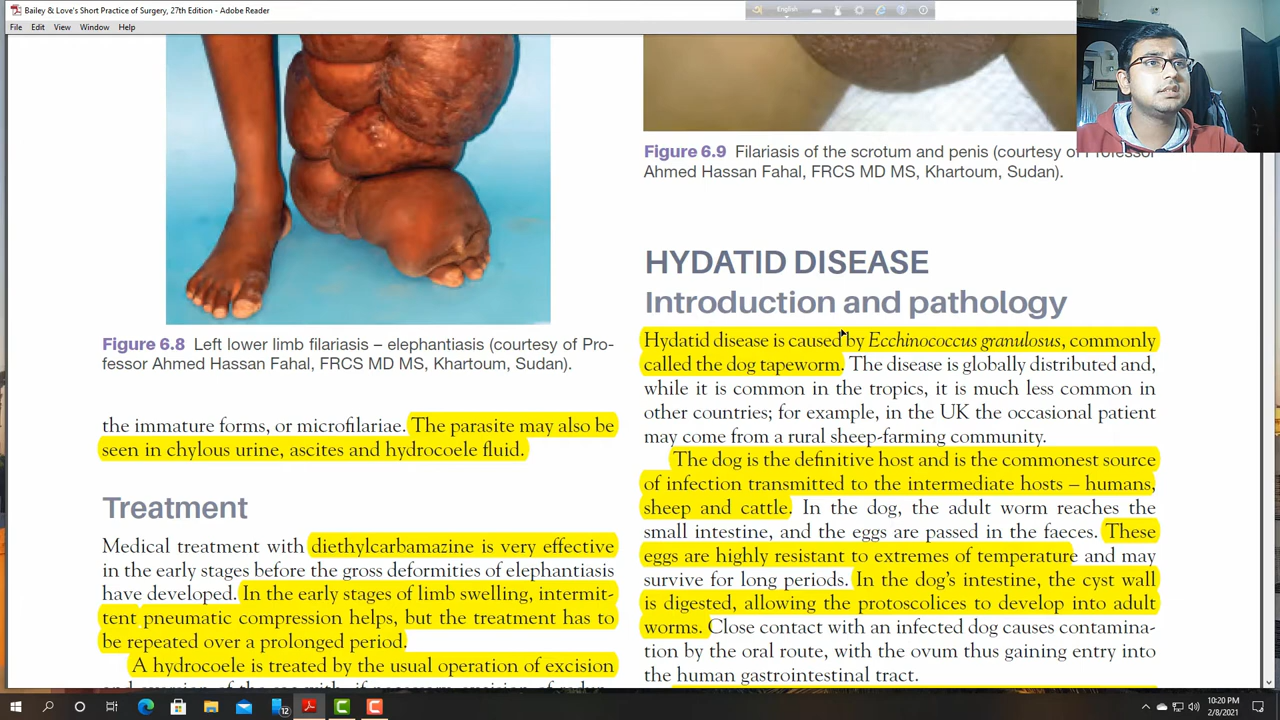 Bailey & Love's Short Practice of Surgery, 27th Edition - Adobe Reader
English
File Edit View Window Help
Figure 6.8 Left lower limb filariasis – elephantiasis (courtesy of Pro-
fessor Ahmed Hassan Fahal, FRCS MD MS, Khartoum, Sudan).
the immature forms, or microfilariae. The parasite may also be
seen in chylous urine, ascites and hydrocoele fluid.
Treatment
Medical treatment with diethylcarbamazine is very effective
in the early stages before the gross deformities of elephantiasis
have developed. In the early stages of limb swelling, intermit-
tent pneumatic compression helps, but the treatment has to
be repeated over a prolonged period.
A hydrocoele is treated by the usual operation of excision
Figure 6.9 Filariasis of the scrotum and penis (courtesy of Professor
Ahmed Hassan Fahal, FRCS MD MS, Khartoum, Sudan).
HYDATID DISEASE
Introduction and pathology
Hydatid disease is caused by Ecchinococcus granulosus, commonly
called the dog tapeworm. The disease is globally distributed and,
while it is common in the tropics, it is much less common in
other countries; for example, in the UK the occasional patient
may come from a rural sheep-farming community.
The dog is the definitive host and is the commonest source
of infection transmitted to the intermediate hosts – humans,
sheep and cattle. In the dog, the adult worm reaches the
small intestine, and the eggs are passed in the faeces. These
eggs are highly resistant to extremes of temperature and may
survive for long periods. In the dog's intestine, the cyst wall
is digested, allowing the protoscolices to develop into adult
worms. Close contact with an infected dog causes contamina-
tion by the oral route, with the ovum thus gaining entry into
the human gastrointestinal tract.
12
10:20 PM
2/8/2021